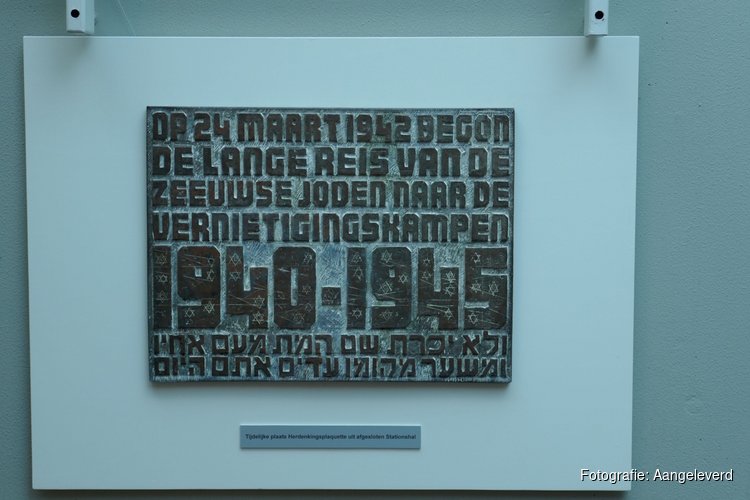 OP 24 MAART 1942 BEGON
DE LANGE REIS VAN DE
ZEEUWSE JODEN NAAR DE
VERNIETIGINGSKAMPEN
1940-1945
ולא יכרת שם המת מעם אחיו
ומשער מקומו עדים אתם היום
Tijdelijke plaats Herdenkingsplaquette uit afgesloten Stationshal
Fotografie: Aangeleverd